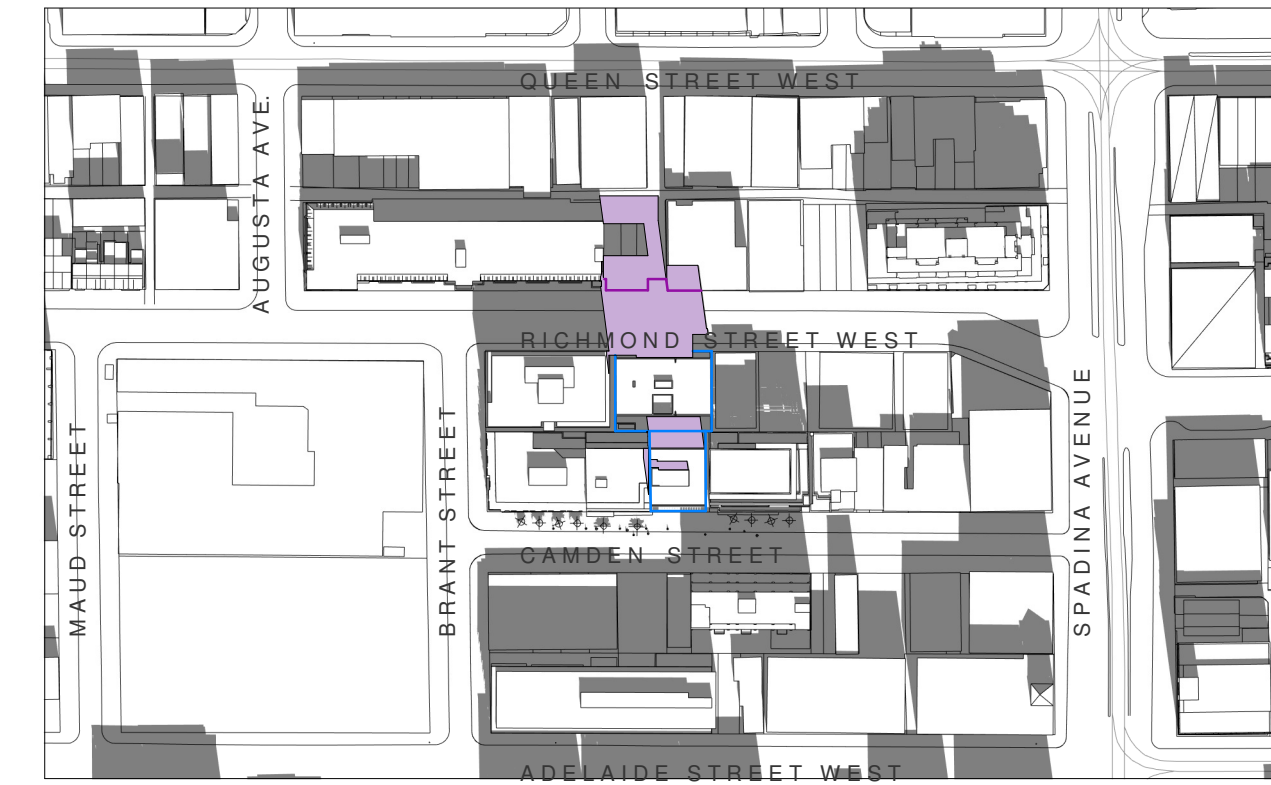 QUEEN STREET WEST
AUGUSTA AVE.
RICHMOND STREET WEST
MAUD STREET
BRANT STREET
SPADINA AVENUE
CAMDEN STREET
ADELAIDE STREET WEST